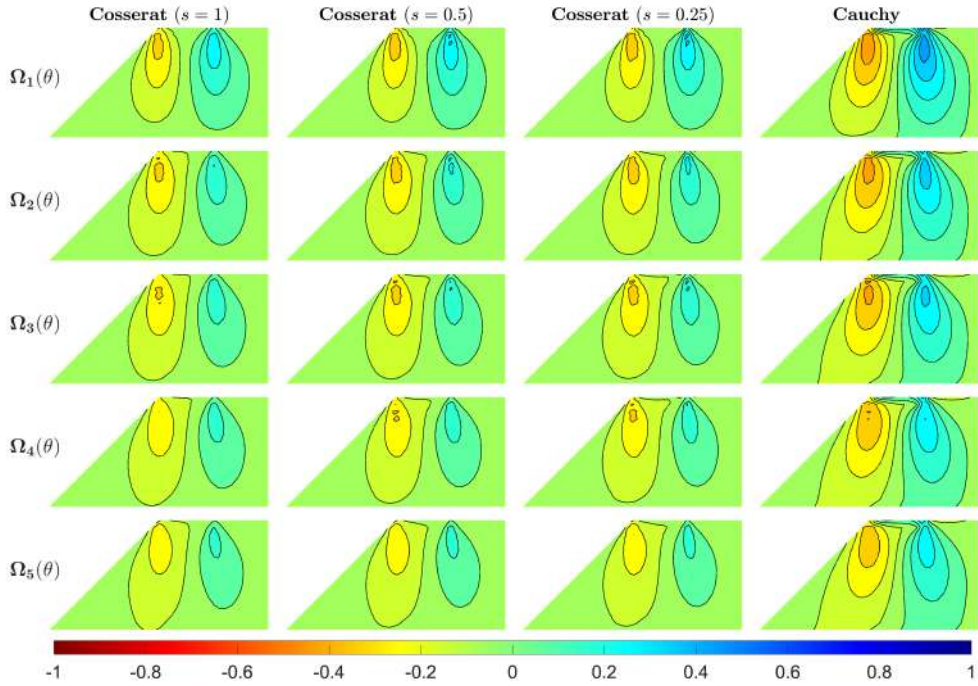 Cosserat (s = 1) Cosserat (s = 0.5) Cosserat (s = 0.25) Cauchy
Ω₁(θ)
Ω₂(θ)
Ω₃(θ)
Ω₄(θ)
Ω₅(θ)
-1 -0.8 -0.6 -0.4 -0.2 0 0.2 0.4 0.6 0.8 1